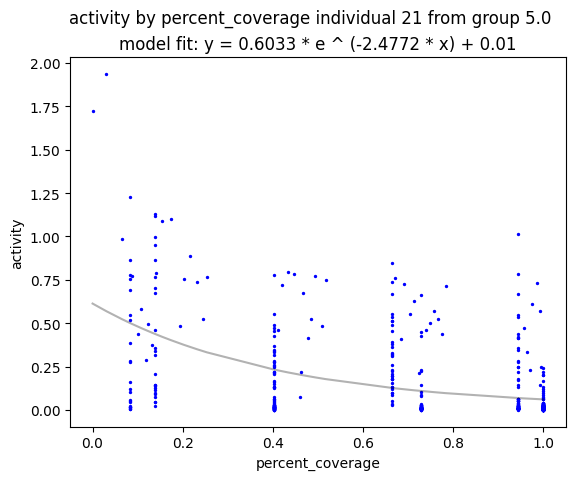 activity by percent_coverage individual 21 from group 5.0
model fit: y = 0.6033 * e ^ (-2.4772 * x) + 0.01
2.00
1.75
1.50
1.25
1.00
0.75
0.50
0.25
0.00
activity
0.0 0.2 0.4 0.6 0.8 1.0
percent_coverage